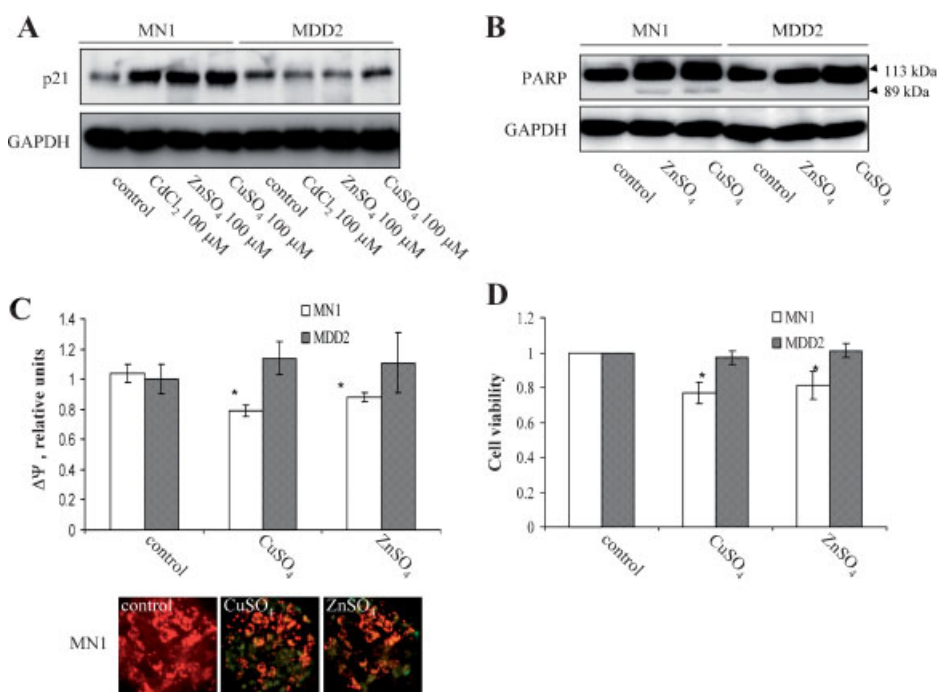 A
MN1 MDD2
p21
GAPDH
control
CdCl2 100 μM
ZnSO4 100 μM
CuSO4 100 μM
control
CdCl2 100 μM
ZnSO4 100 μM
CuSO4 100 μM
B
MN1 MDD2
PARP
113 kDa
89 kDa
GAPDH
control
ZnSO4
CuSO4
control
ZnSO4
CuSO4
C
MN1
MDD2
ΔΨ , relative units
1.4
1.2
1
0.8
0.6
0.4
0.2
0
* *
control
CuSO4
ZnSO4
MN1
control CuSO4 ZnSO4
D
MN1
MDD2
Cell viability
1.2
1
0.8
0.6
0.4
0.2
0
* *
control
CuSO4
ZnSO4